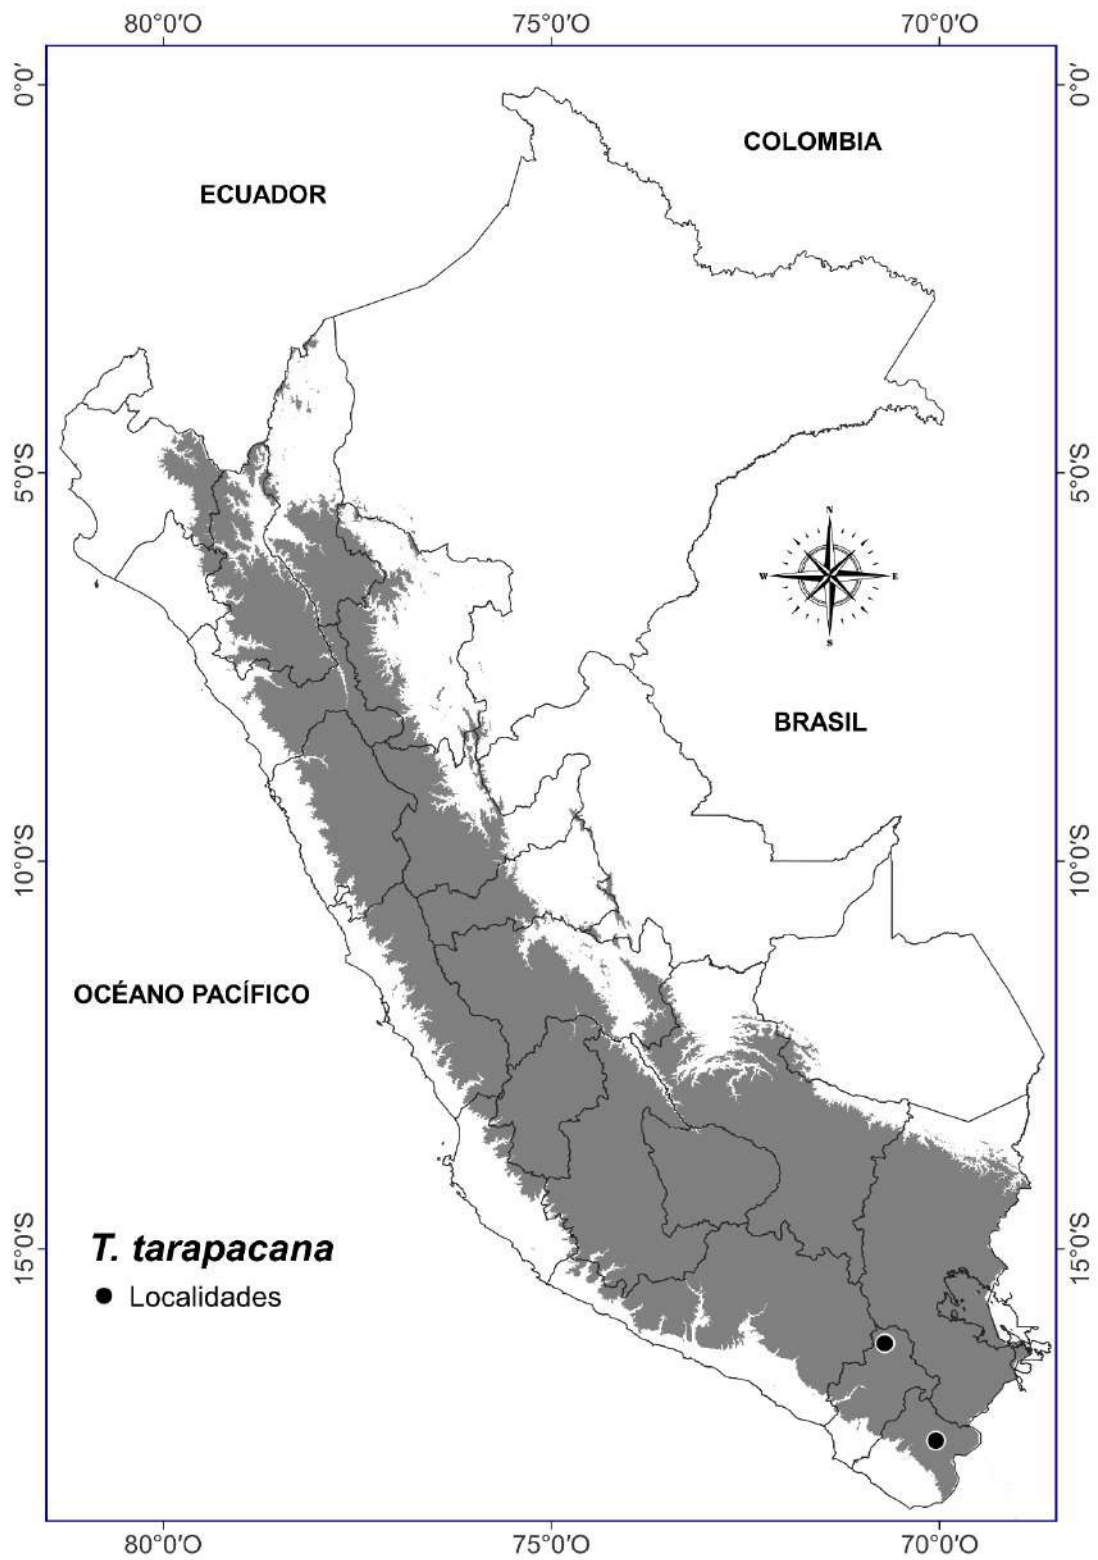 80°0'O 75°0'O 70°0'O
0°0' 0°0'
COLOMBIA
ECUADOR
5°0'S 5°0'S
N
W E
S
BRASIL
10°0'S 10°0'S
OCÉANO PACÍFICO
15°0'S 15°0'S
T. tarapacana
Localidades
80°0'O 75°0'O 70°0'O